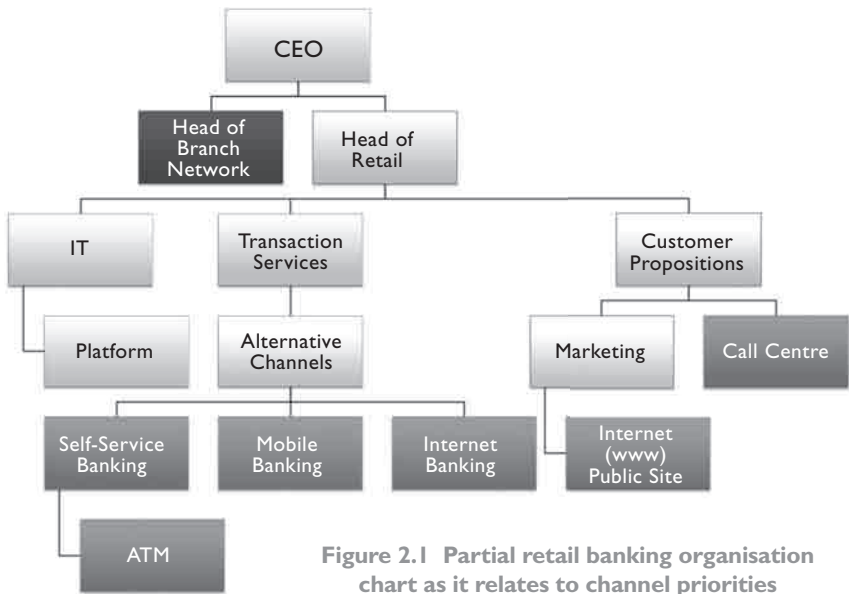 CEO
Head of
Branch
Network
Head of
Retail
IT
Transaction
Services
Customer
Propositions
Platform
Alternative
Channels
Marketing
Call Centre
Self-Service
Banking
Mobile
Banking
Internet
Banking
Internet
(www)
Public Site
ATM
Figure 2.1 Partial retail banking organisation
chart as it relates to channel priorities